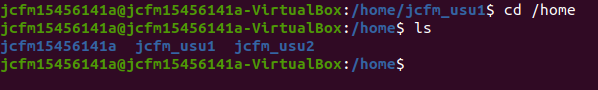 jcfm15456141a@jcfm15456141a-VirtualBox:/home/jcfm_usu1$ cd /home
jcfm15456141a@jcfm15456141a-VirtualBox:/home$ ls
jcfm15456141a  jcfm_usu1  jcfm_usu2
jcfm15456141a@jcfm15456141a-VirtualBox:/home$